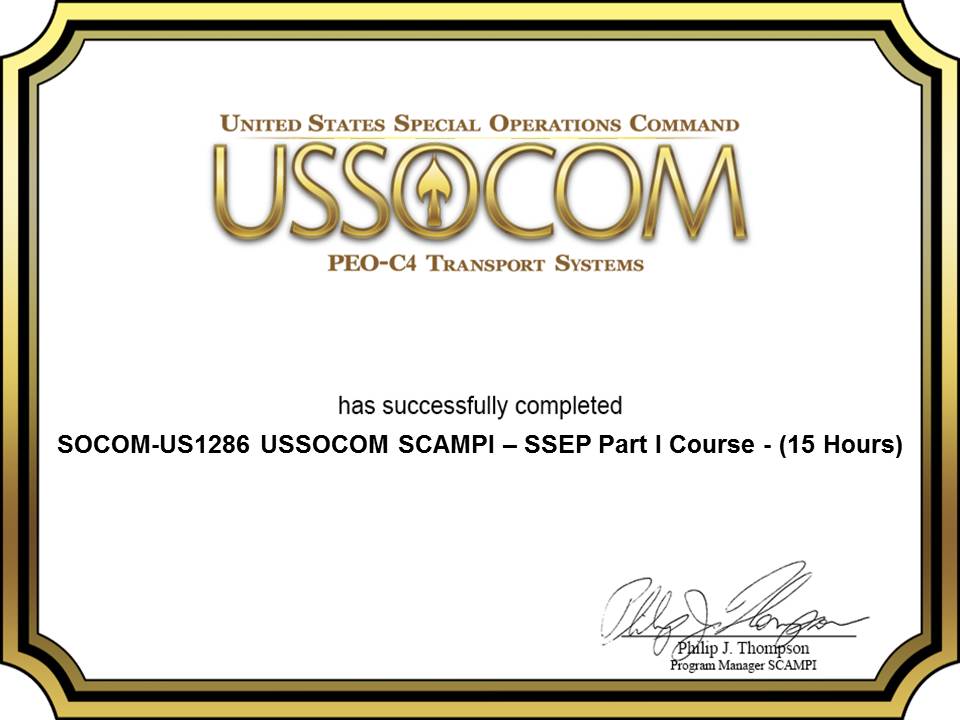 United States Special Operations Command
USSOCOM
PEO-C4 Transport Systems
has successfully completed
SOCOM-US1286 USSOCOM SCAMPI – SSEP Part I Course - (15 Hours)
Philip J. Thompson
Philip J. Thompson
Program Manager SCAMPI